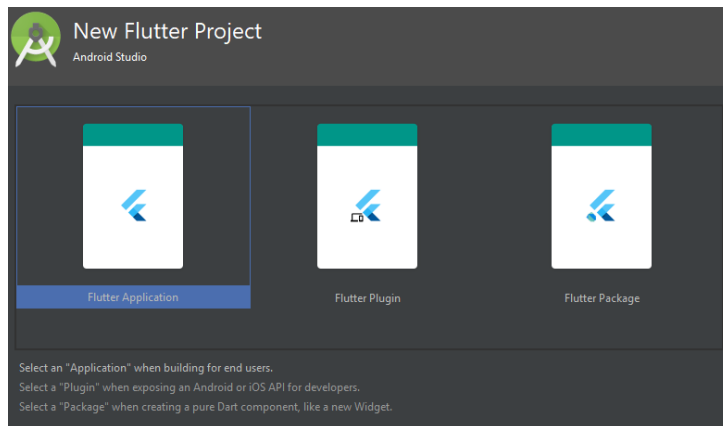 New Flutter Project
Android Studio
Flutter Application
Flutter Plugin
Flutter Package
Select an "Application" when building for end users.
Select a "Plugin" when exposing an Android or iOS API for developers.
Select a "Package" when creating a pure Dart component, like a new Widget.